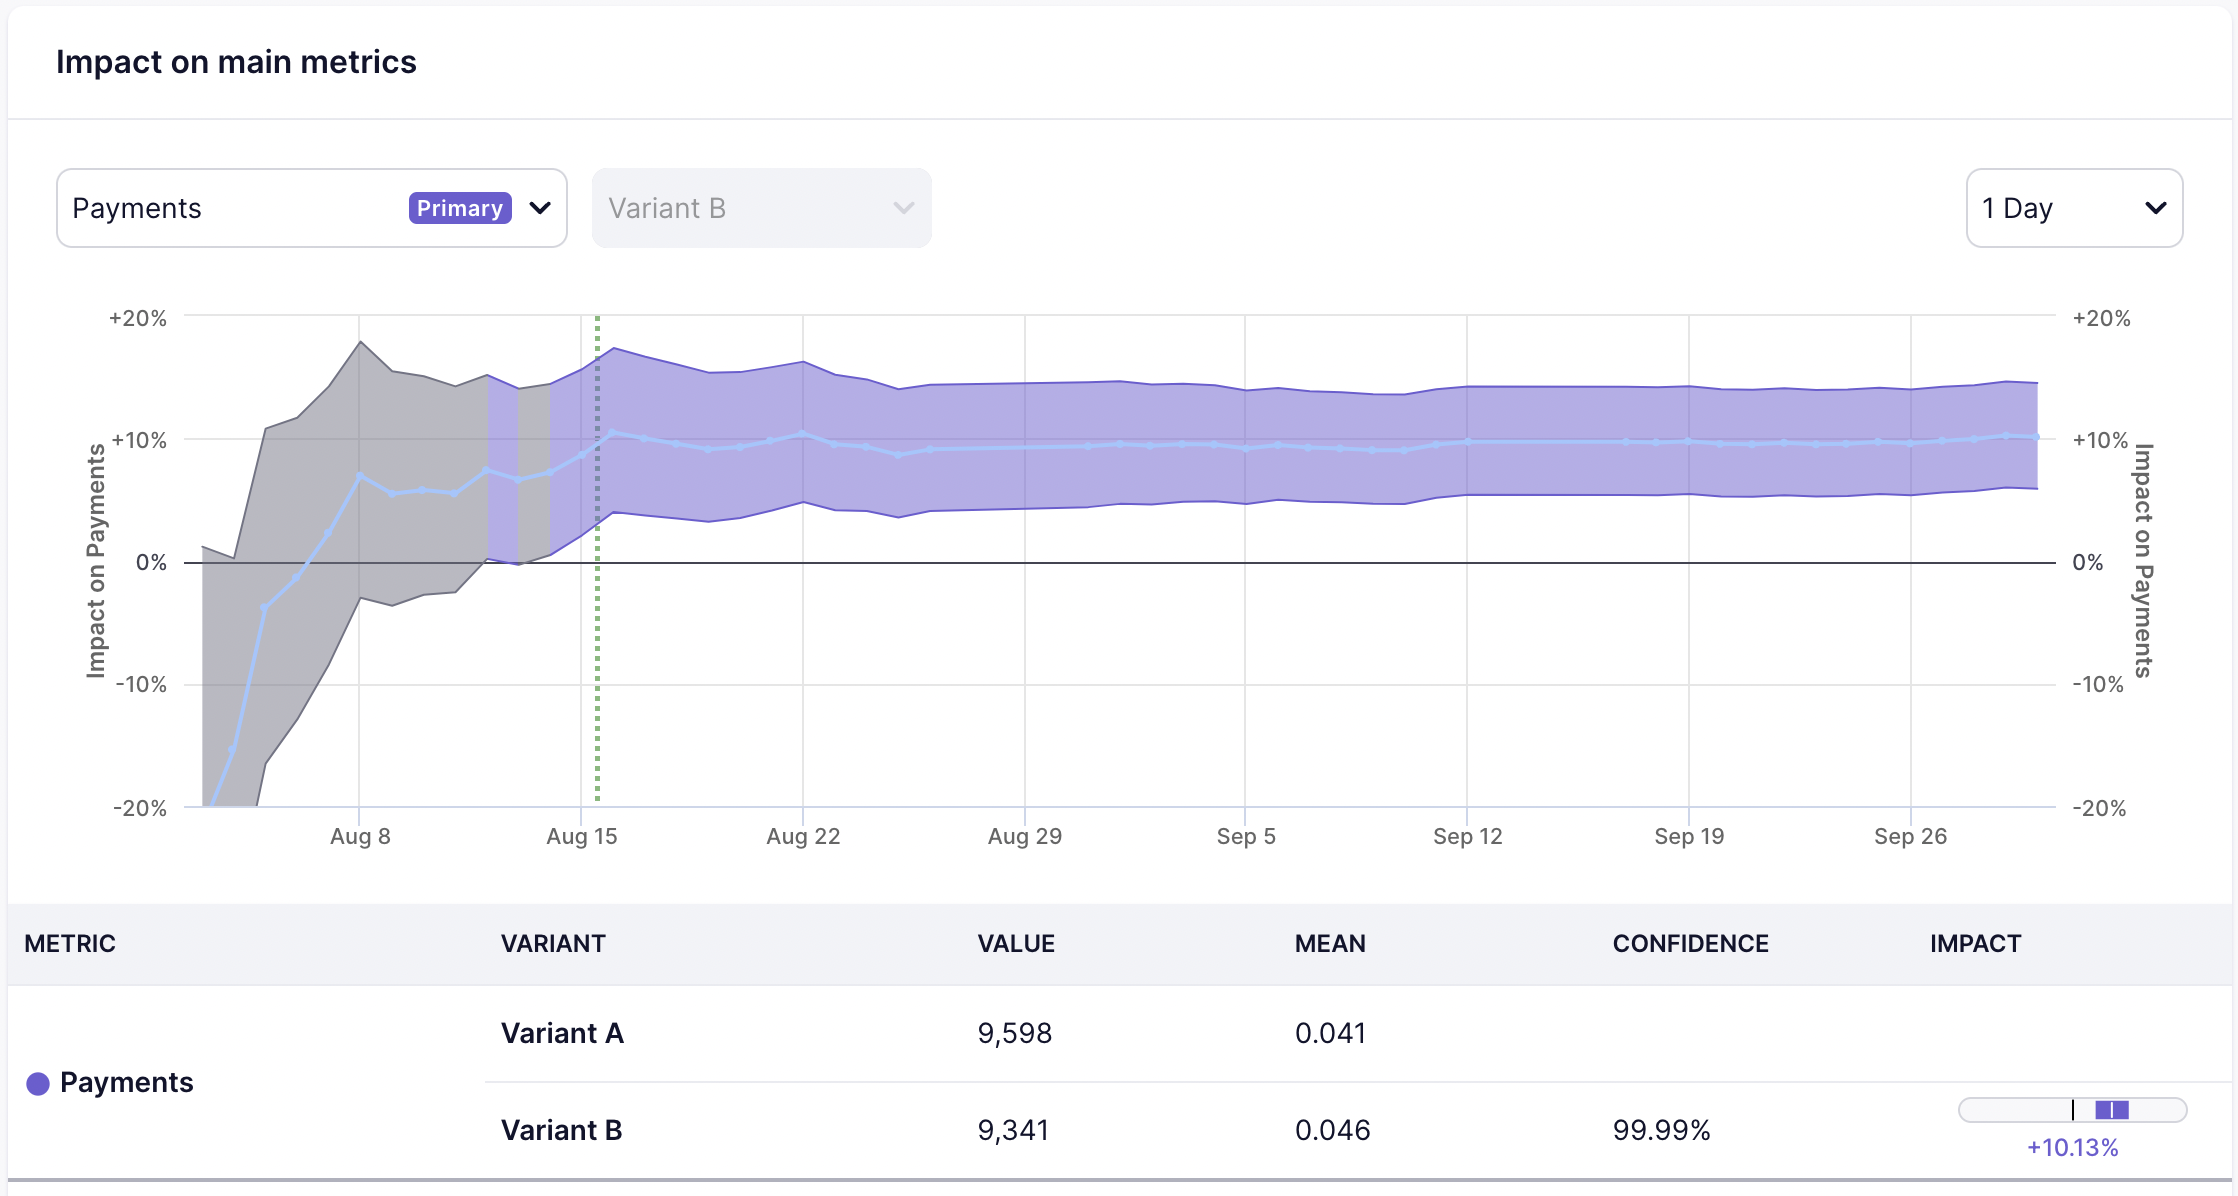 Impact on main metrics
Payments Primary Variant B 1 Day
+20% +20%
+10% +10%
0% 0%
-10% -10%
-20% -20%
Impact on Payments
Impact on Payments
Aug 8 Aug 15 Aug 22 Aug 29 Sep 5 Sep 12 Sep 19 Sep 26
METRIC VARIANT VALUE MEAN CONFIDENCE IMPACT
Variant A 9,598 0.041
Payments
Variant B 9,341 0.046 99.99%
+10.13%